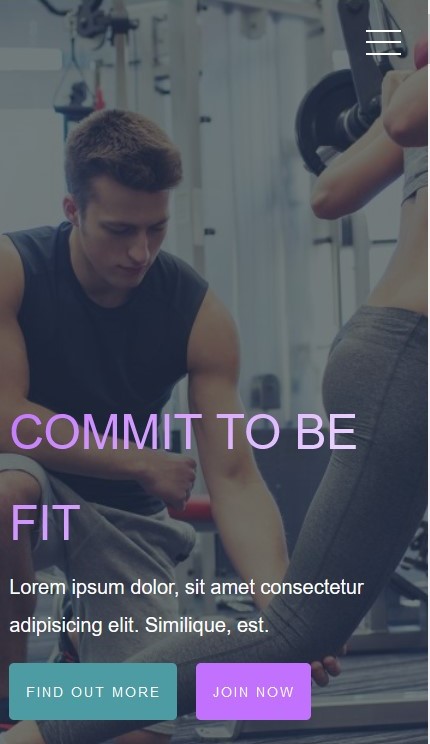 COMMIT TO BE
FIT
Lorem ipsum dolor, sit amet consectetur
adipisicing elit. Similique, est.
FIND OUT MORE
JOIN NOW